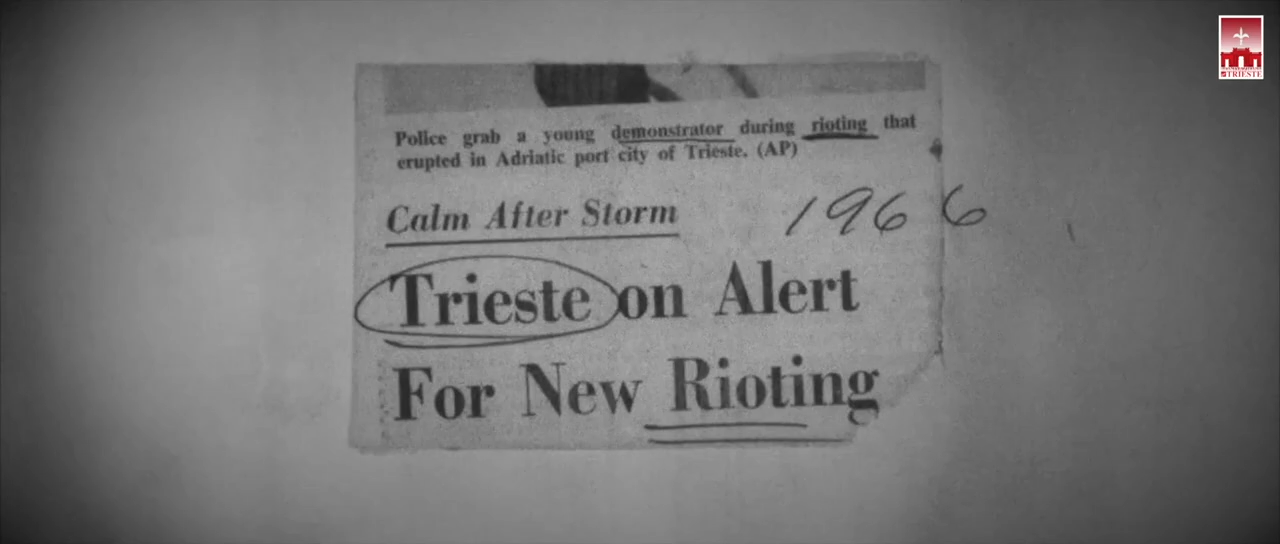 Police grab a young demonstrator during rioting that
erupted in Adriatic port city of Trieste. (AP)
Calm After Storm
1966
Trieste on Alert
For New Rioting
TRIESTE